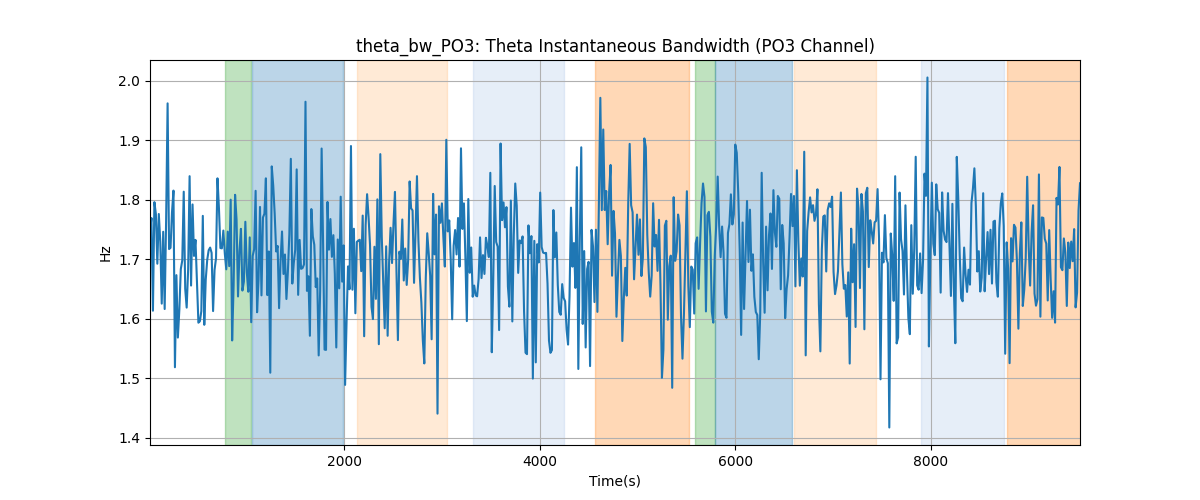 theta_bw_PO3: Theta Instantaneous Bandwidth (PO3 Channel)
2.0
1.9
1.8
1.7
1.6
1.5
1.4
Hz
2000 4000 6000 8000
Time(s)